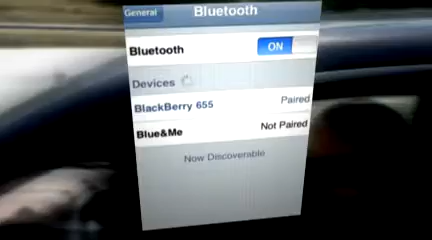 General Bluetooth
Bluetooth ON
Devices
BlackBerry 655 Paired
Blue&Me Not Paired
Now Discoverable